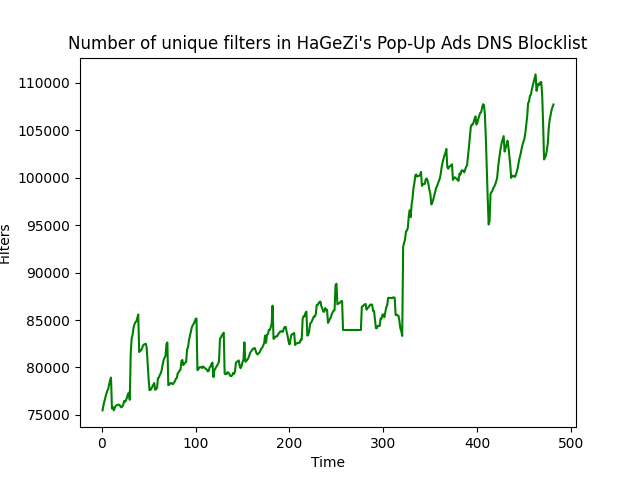 Number of unique filters in HaGeZi's Pop-Up Ads DNS Blocklist
110000
105000
100000
95000
90000
85000
80000
75000
Filters
0 100 200 300 400 500
Time